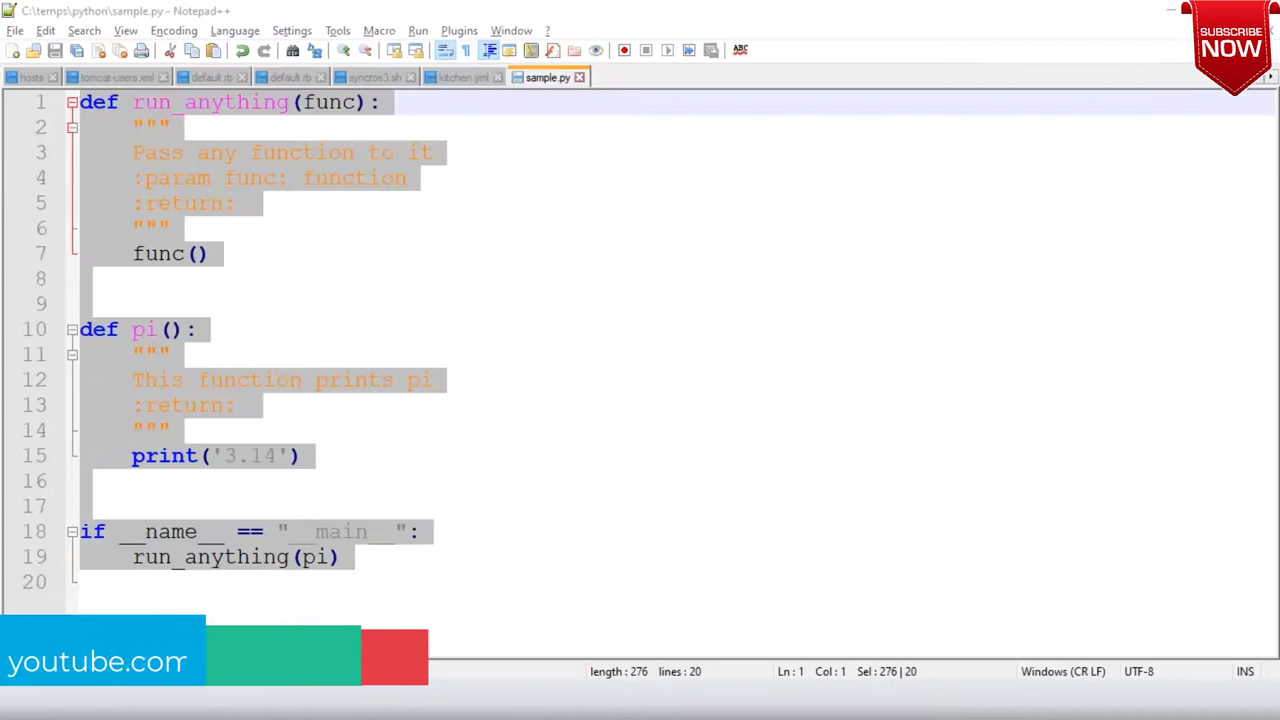 C:\temps\python\sample.py - Notepad++
SUBSCRIBE
NOW
File Edit Search View Encoding Language Settings Tools Macro Run Plugins Window ?
ABC
hosts tomcat-users.xml default.rb default.rb synctos3.sh kitchen.yml sample.py
1 def run_anything(func):
2 """
3 Pass any function to it
4 :param func: function
5 :return:
6 """
7 func()
8
9
10 def pi():
11 """
12 This function prints pi
13 :return:
14 """
15 print('3.14')
16
17
18 if __name__ == "__main__":
19 run_anything(pi)
20
youtube.com
length : 276 lines : 20 Ln : 1 Col : 1 Sel : 276 | 20 Windows (CR LF) UTF-8 INS